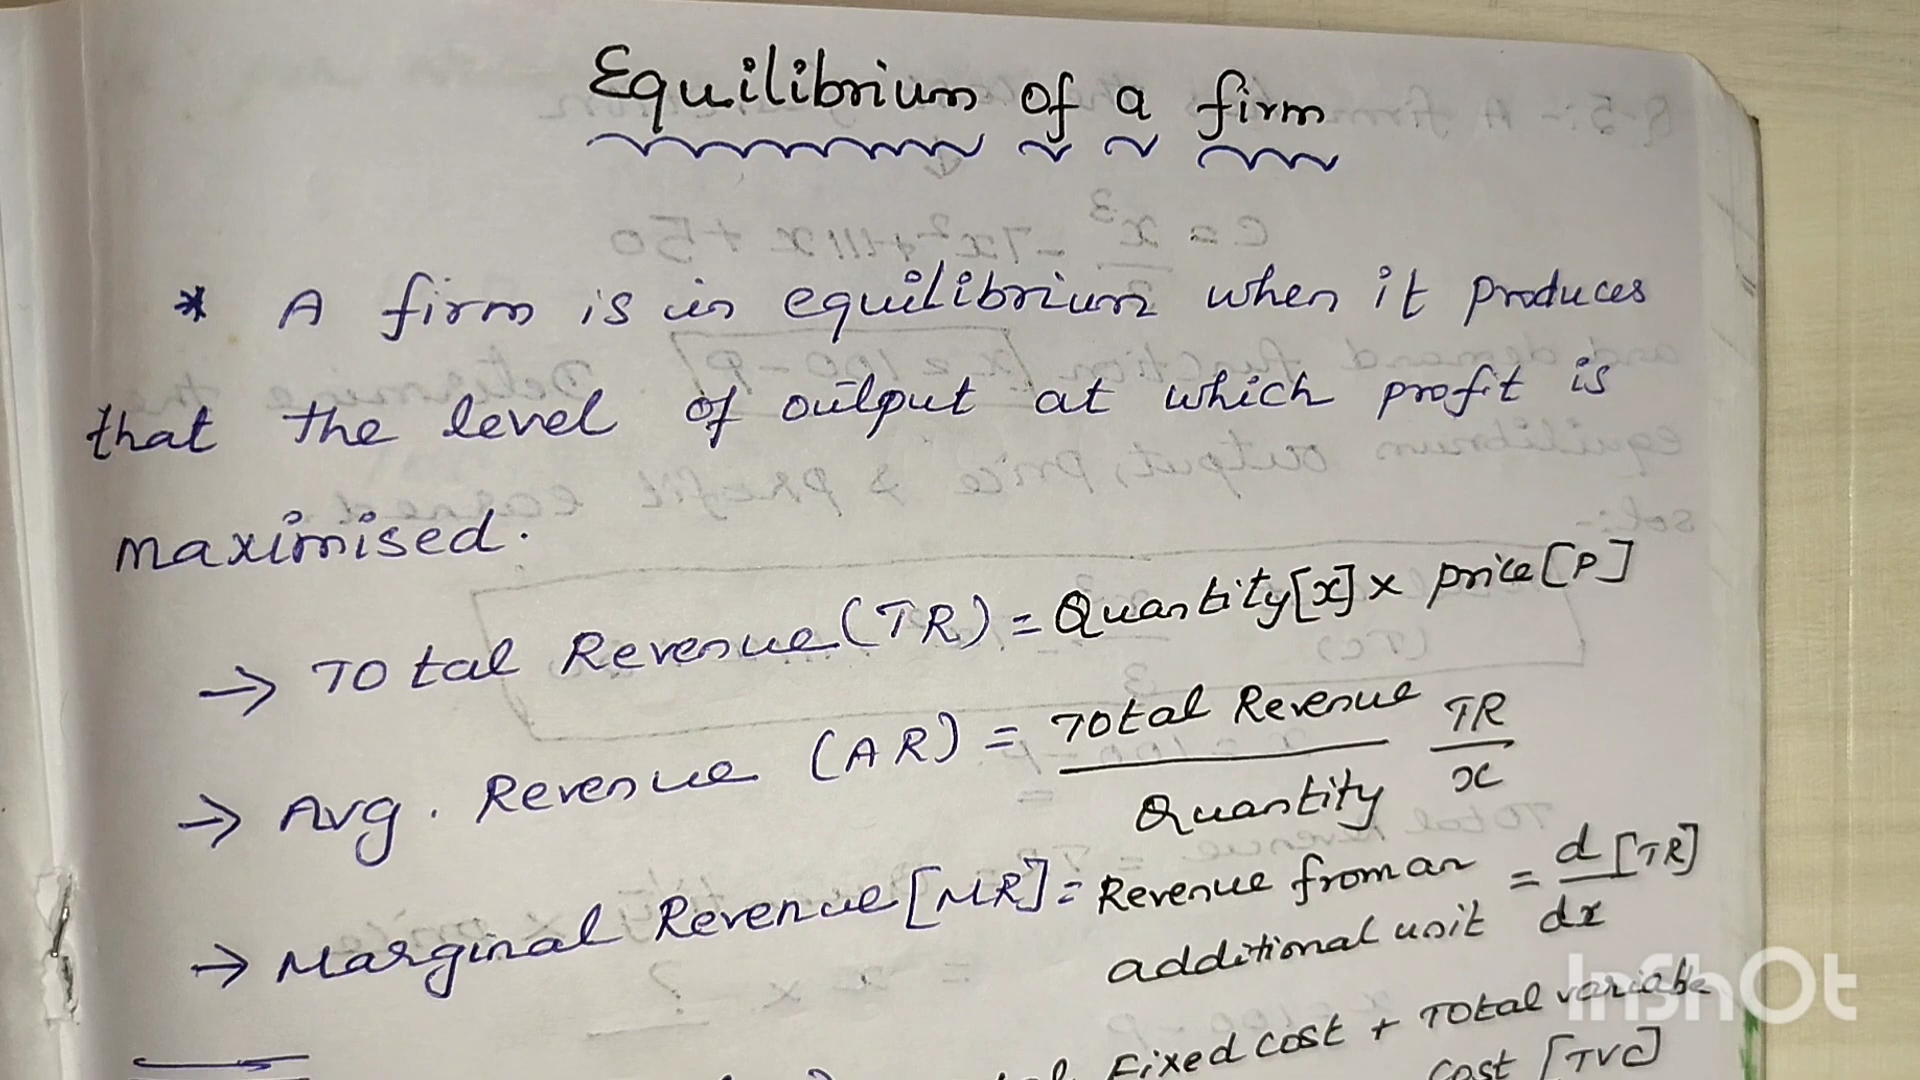 Equilibrium of a firm
* A firm is in equilibrium when it produces
that the level of output at which profit is
maximised.
→ Total Revenue (TR) = Quantity[x] × price[P]
→ Avg. Revenue (AR) = Total Revenue / Quantity TR / x
→ Marginal Revenue [MR] = Revenue from an additional unit = d/dx [TR]
Fixed cost + Total variable
cost [TVC]
InShOt